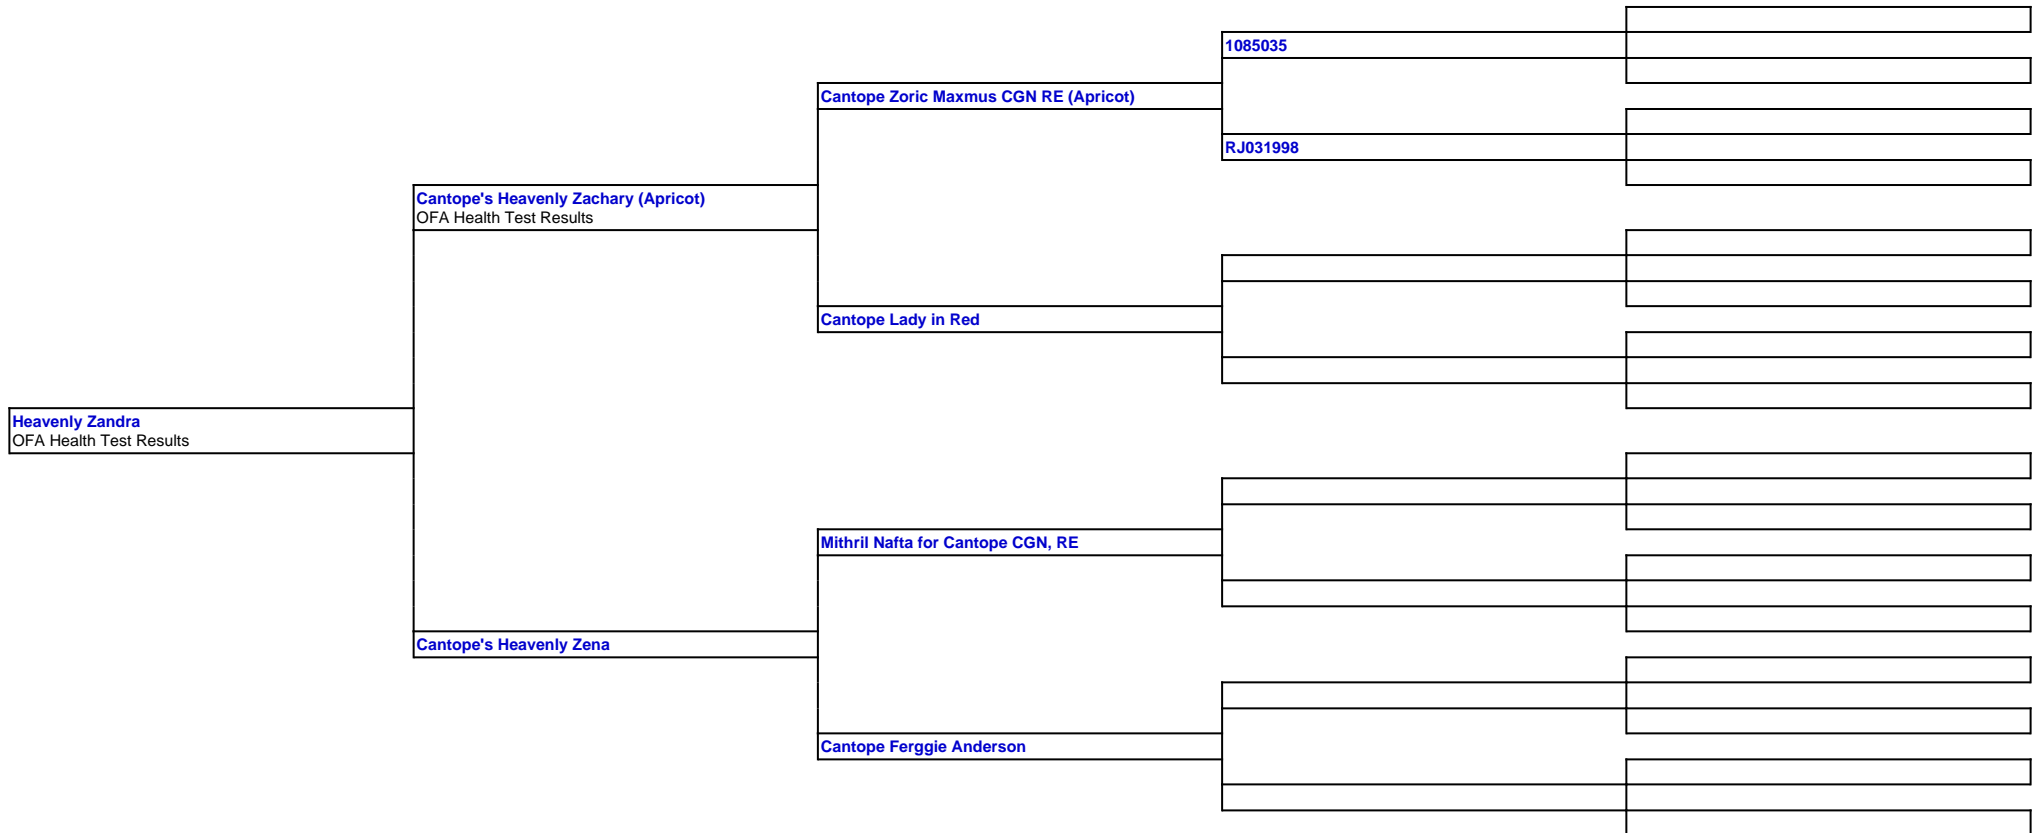 1085035
Cantope Zoric Maxmus CGN RE (Apricot)
RJ031998
Cantope's Heavenly Zachary (Apricot)
OFA Health Test Results
Cantope Lady in Red
Heavenly Zandra
OFA Health Test Results
Mithril Nafta for Cantope CGN, RE
Cantope's Heavenly Zena
Cantope Ferggie Anderson